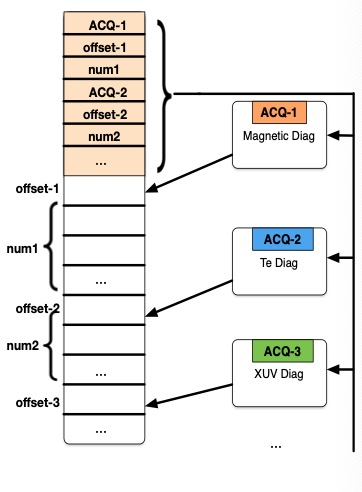 ACQ-1
offset-1
num1
ACQ-2
offset-2
num2
...
offset-1
num1
...
offset-2
num2
...
offset-3
...
ACQ-1
Magnetic Diag
ACQ-2
Te Diag
ACQ-3
XUV Diag
...